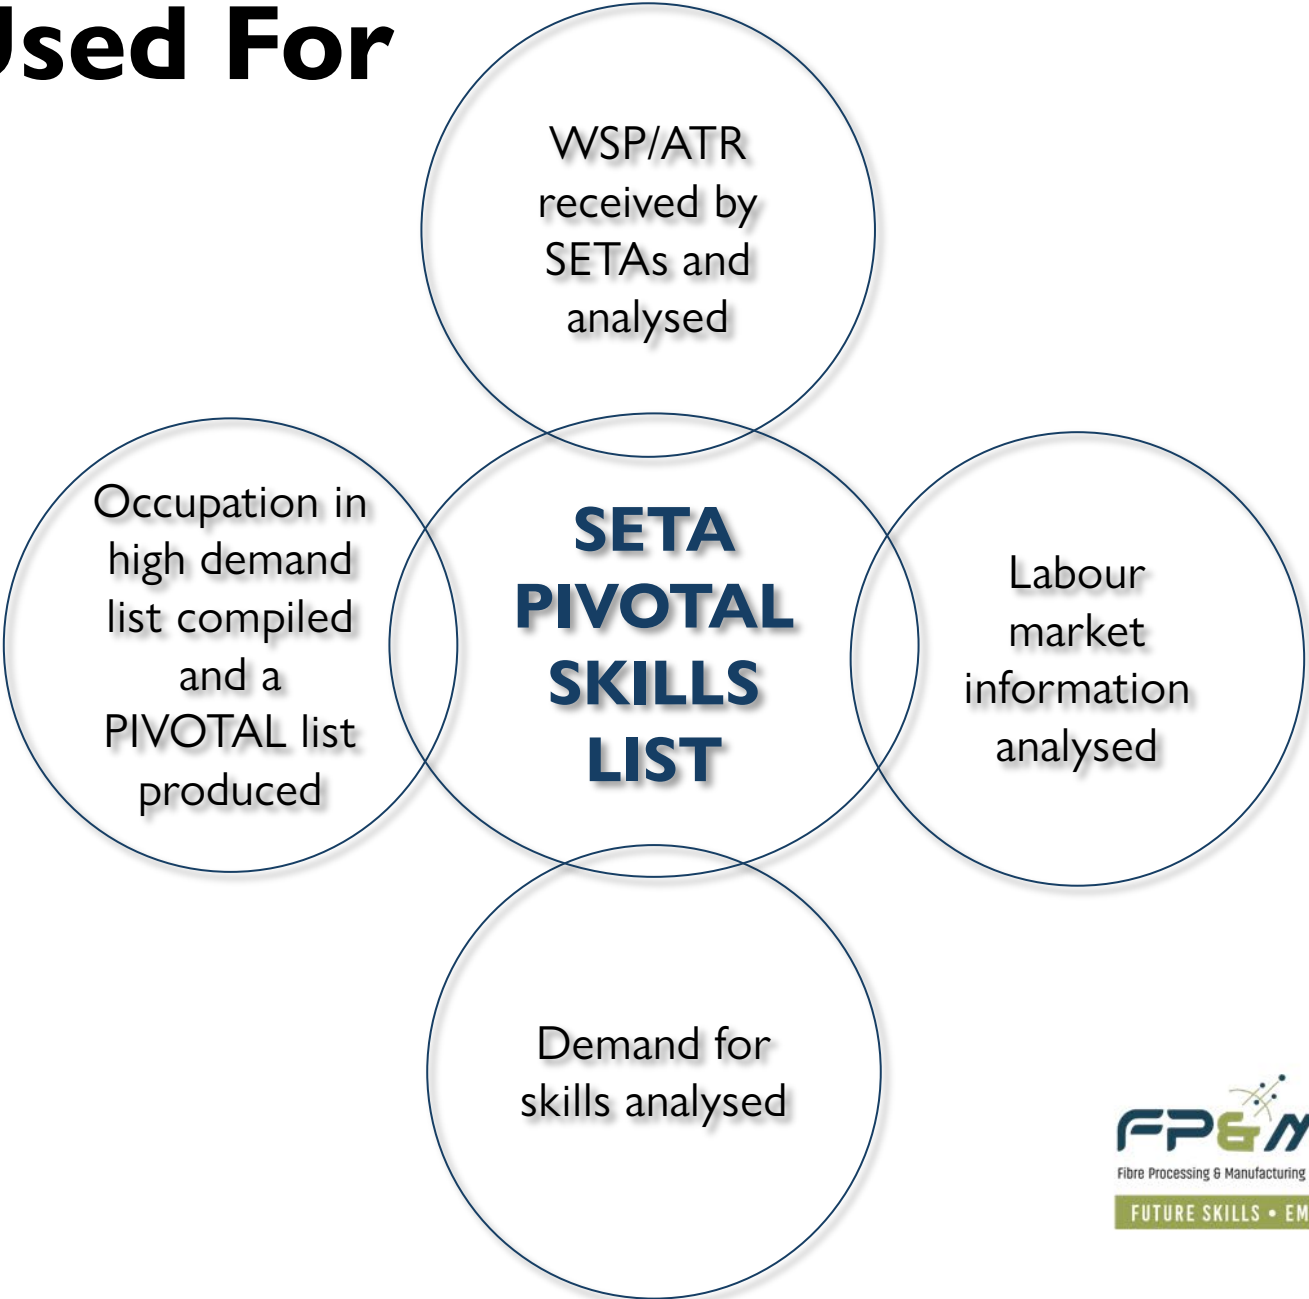 Used For
WSP/ATR
received by
SETAs and
analysed
Occupation in
high demand
list compiled
and a
PIVOTAL list
produced
SETA
PIVOTAL
SKILLS
LIST
Labour
market
information
analysed
Demand for
skills analysed
FP&M
Fibre Processing & Manufacturing
FUTURE SKILLS • EM